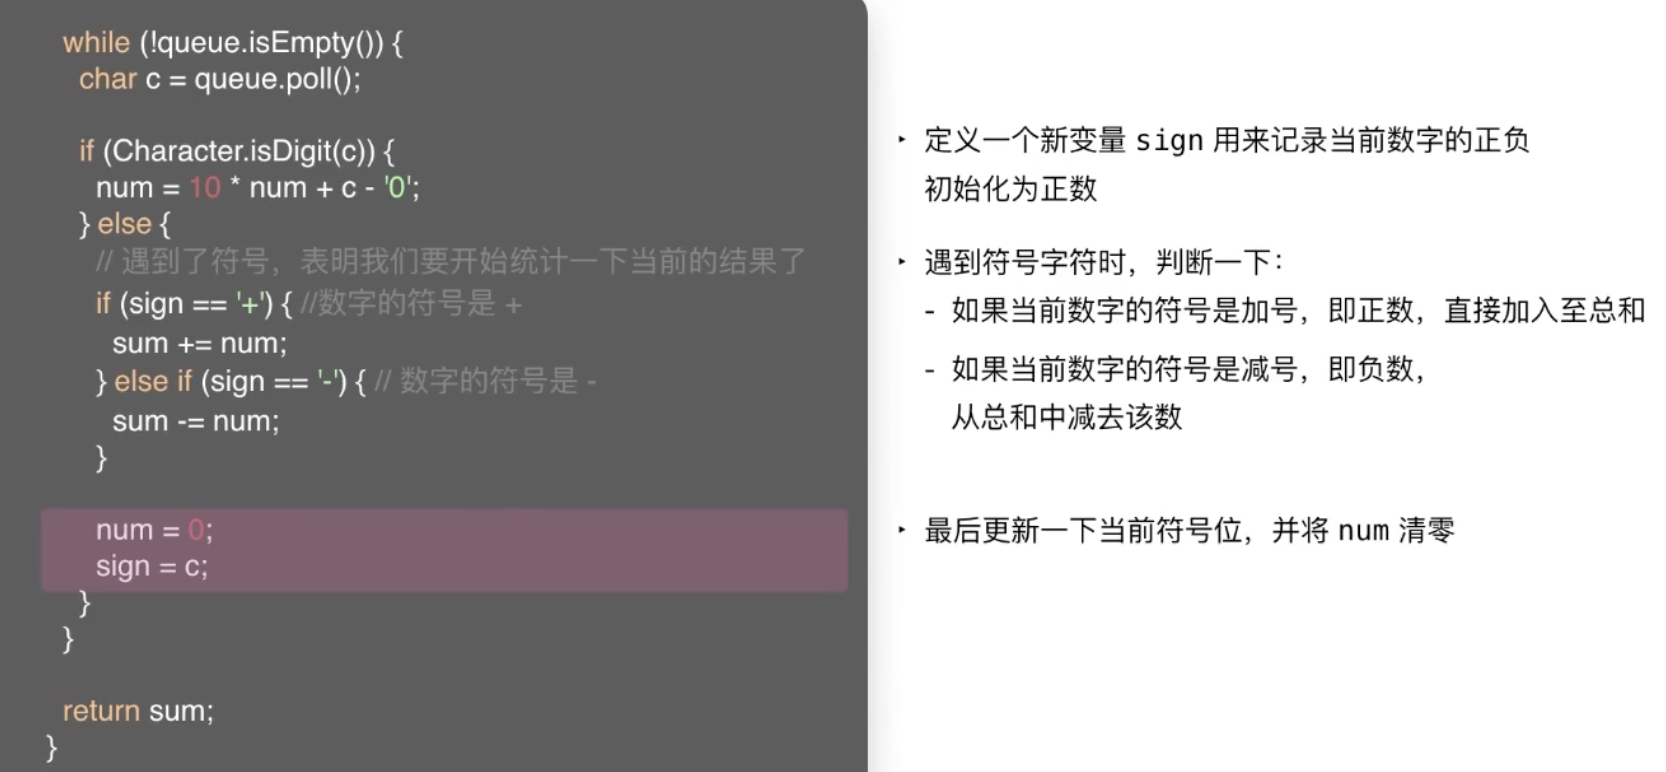 while (!queue.isEmpty()) {
char c = queue.poll();
if (Character.isDigit(c)) {
num = 10 * num + c - '0';
} else {
// 遇到了符号，表明我们要开始统计一下当前的结果了
if (sign == '+') { //数字的符号是 +
sum += num;
} else if (sign == '-') { // 数字的符号是 -
sum -= num;
}
num = 0;
sign = c;
}
}
return sum;
}
‣ 定义一个新变量 sign 用来记录当前数字的正负
初始化为正数
‣ 遇到符号字符时，判断一下：
- 如果当前数字的符号是加号，即正数，直接加入至总和
- 如果当前数字的符号是减号，即负数，
从总和中减去该数
‣ 最后更新一下当前符号位，并将 num 清零